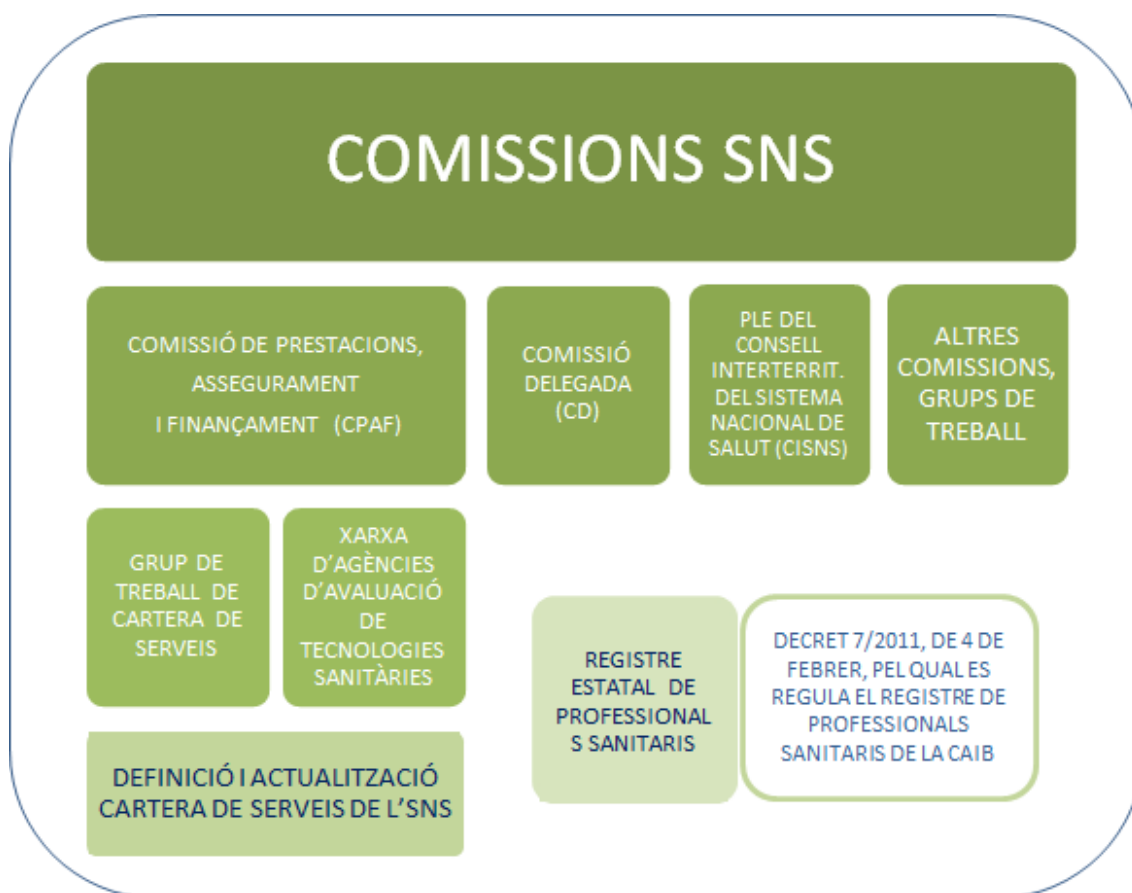 COMISSIONS SNS
COMISSIÓ DE PRESTACIONS,
ASSEGURAMENT
I FINANÇAMENT (CPAF)
COMISSIÓ
DELEGADA
(CD)
PLE DEL
CONSELL
INTERTERRIT.
DEL SISTEMA
NACIONAL DE
SALUT (CISNS)
ALTRES
COMISSIONS,
GRUPS DE
TREBALL
GRUP DE
TREBALL DE
CARTERA DE
SERVEIS
XARXA
D'AGÈNCIES
D'AVALUACIÓ
DE
TECNOLOGIES
SANITÀRIES
REGISTRE
ESTATAL DE
PROFESSIONAL
S SANITARIS
DECRET 7/2011, DE 4 DE
FEBRER, PEL QUAL ES
REGULA EL REGISTRE DE
PROFESSIONALS
SANITARIS DE LA CAIB
DEFINICIÓ I ACTUALITZACIÓ
CARTERA DE SERVEIS DE L'SNS